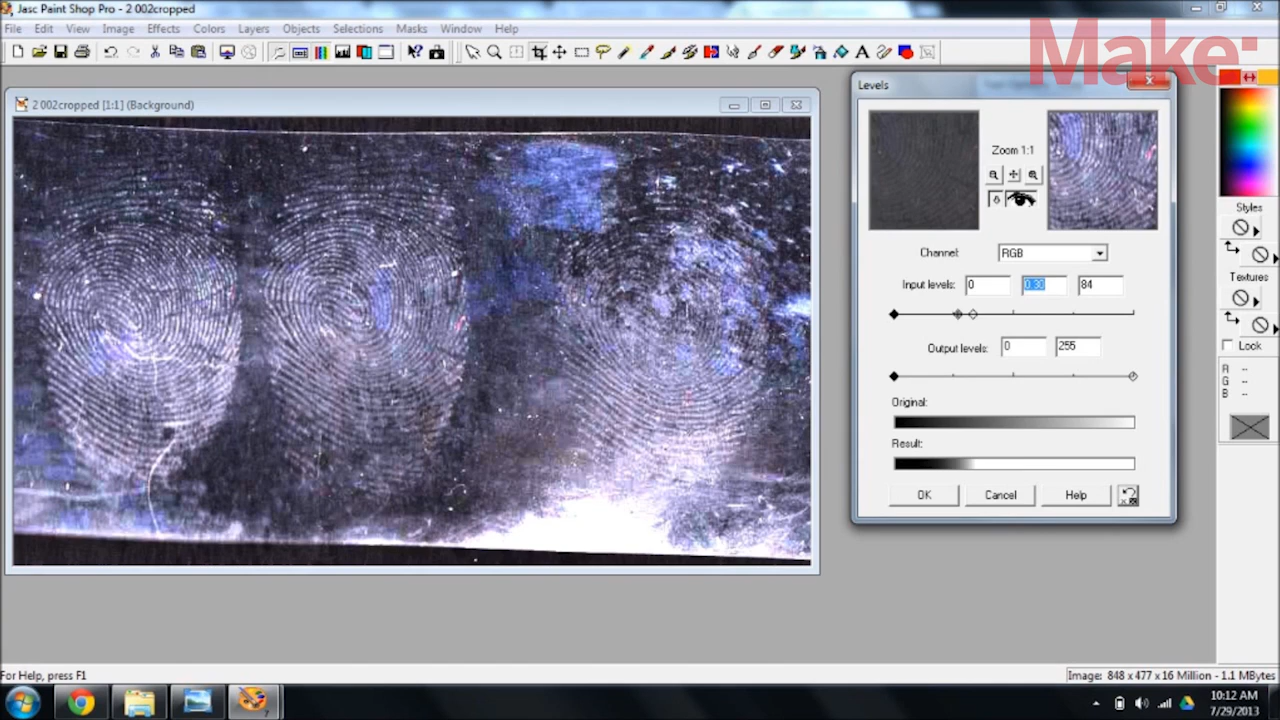 Jasc Paint Shop Pro - 2 002cropped
File Edit View Image Effects Colors Layers Objects Selections Masks Window Help
Make:
2 002cropped [1:1] (Background)
Levels
Zoom 1:1
Channel: RGB
Input levels: 0 0.30 84
Output levels: 0 255
Original:
Result:
OK Cancel Help
Styles
Textures
Lock
R --
G --
B --
For Help, press F1
Image: 848 x 477 x 16 Million - 1.1 MBytes
10:12 AM
7/29/2013